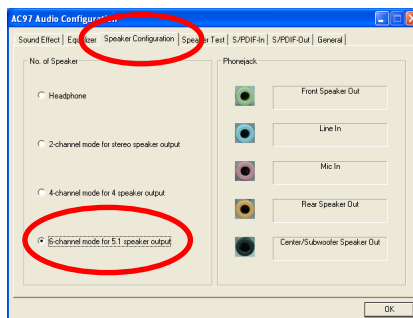 AC97 Audio Configuration
Sound Effect Equalizer Speaker Configuration Speaker Test S/PDIF-In S/PDIF-Out General
No. of Speaker
Headphone
2-channel mode for stereo speaker output
4-channel mode for 4 speaker output
6-channel mode for 5.1 speaker output
Phonejack
Front Speaker Out
Line In
Mic In
Rear Speaker Out
Center/Subwoofer Speaker Out
OK